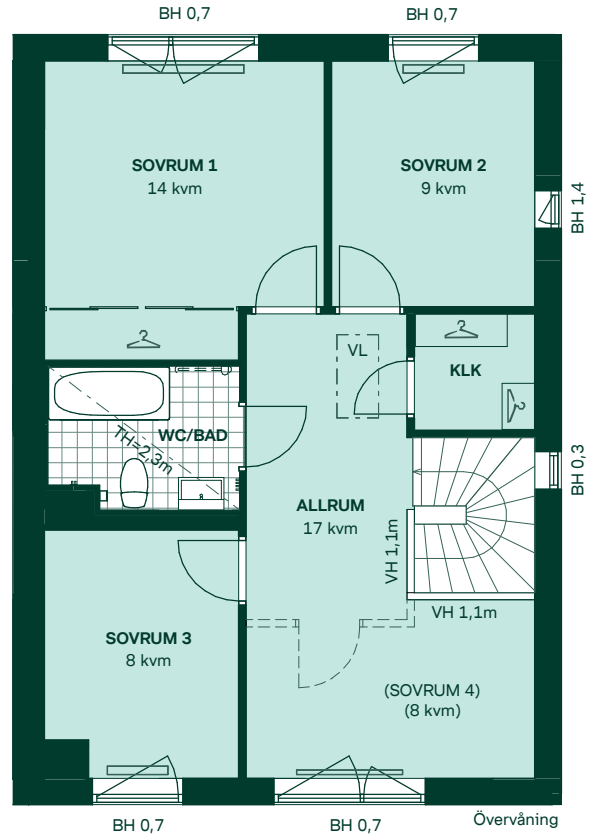 BH 0,7
BH 0,7
SOVRUM 1
14 kvm
SOVRUM 2
9 kvm
BH 1,4
VL
KLK
TH=2,3m
WC/BAD
BH 0,3
ALLRUM
17 kvm
VH 1,1m
VH 1,1m
SOVRUM 3
8 kvm
(SOVRUM 4)
(8 kvm)
BH 0,7
BH 0,7
Övervåning